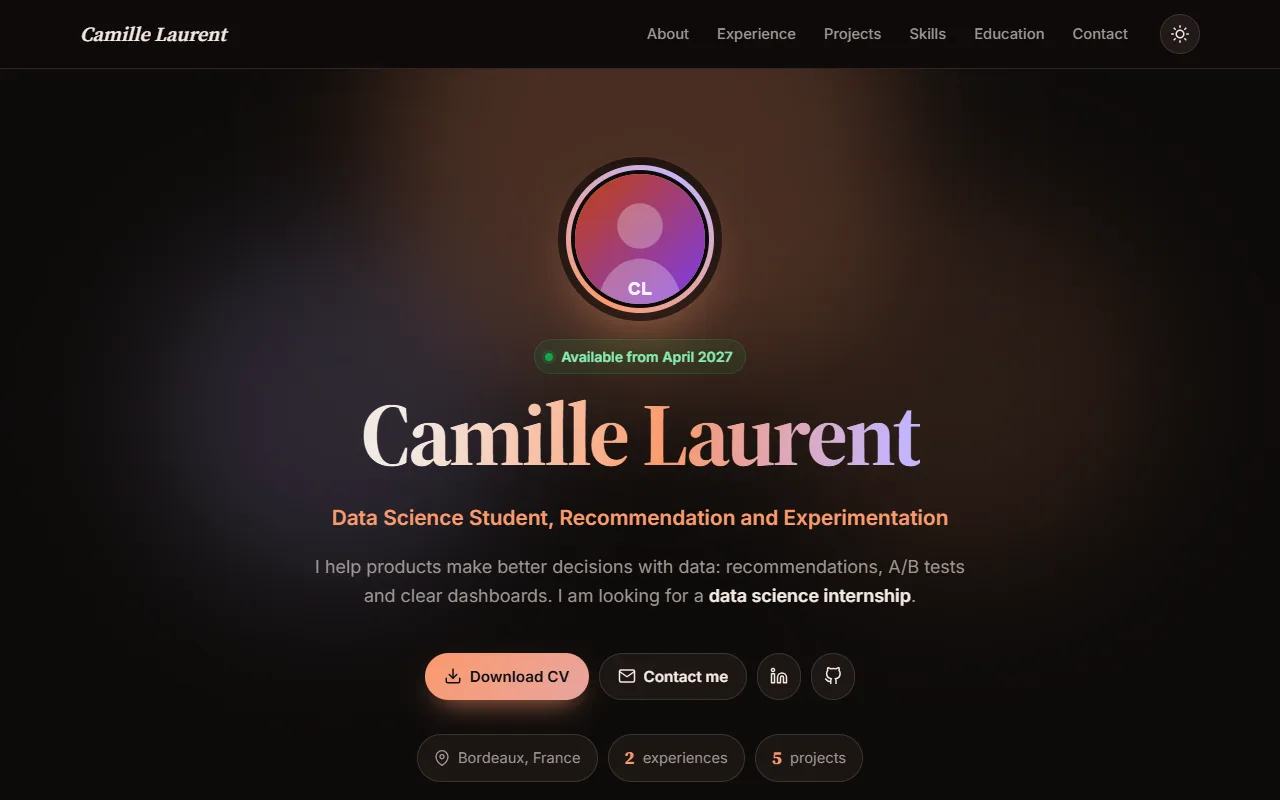 Camille Laurent
About
Experience
Projects
Skills
Education
Contact
CL
Available from April 2027
Camille Laurent
Data Science Student, Recommendation and Experimentation
I help products make better decisions with data: recommendations, A/B tests
and clear dashboards. I am looking for a data science internship.
Download CV
Contact me
Bordeaux, France
2 experiences
5 projects